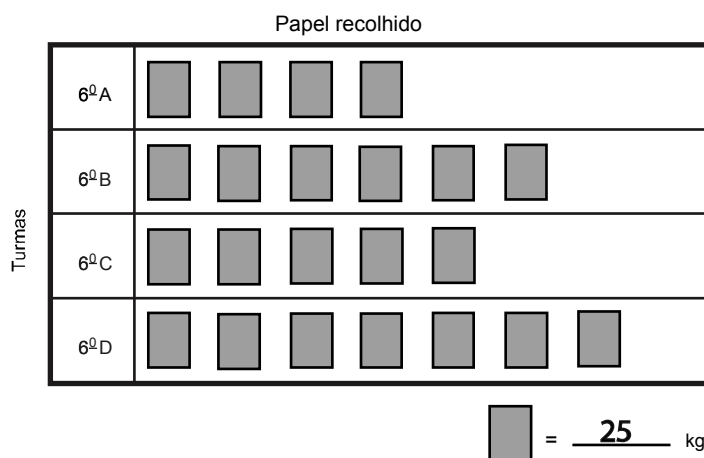 Papel recolhido
Turmas
6º A
6º B
6º C
6º D
= 25 kg